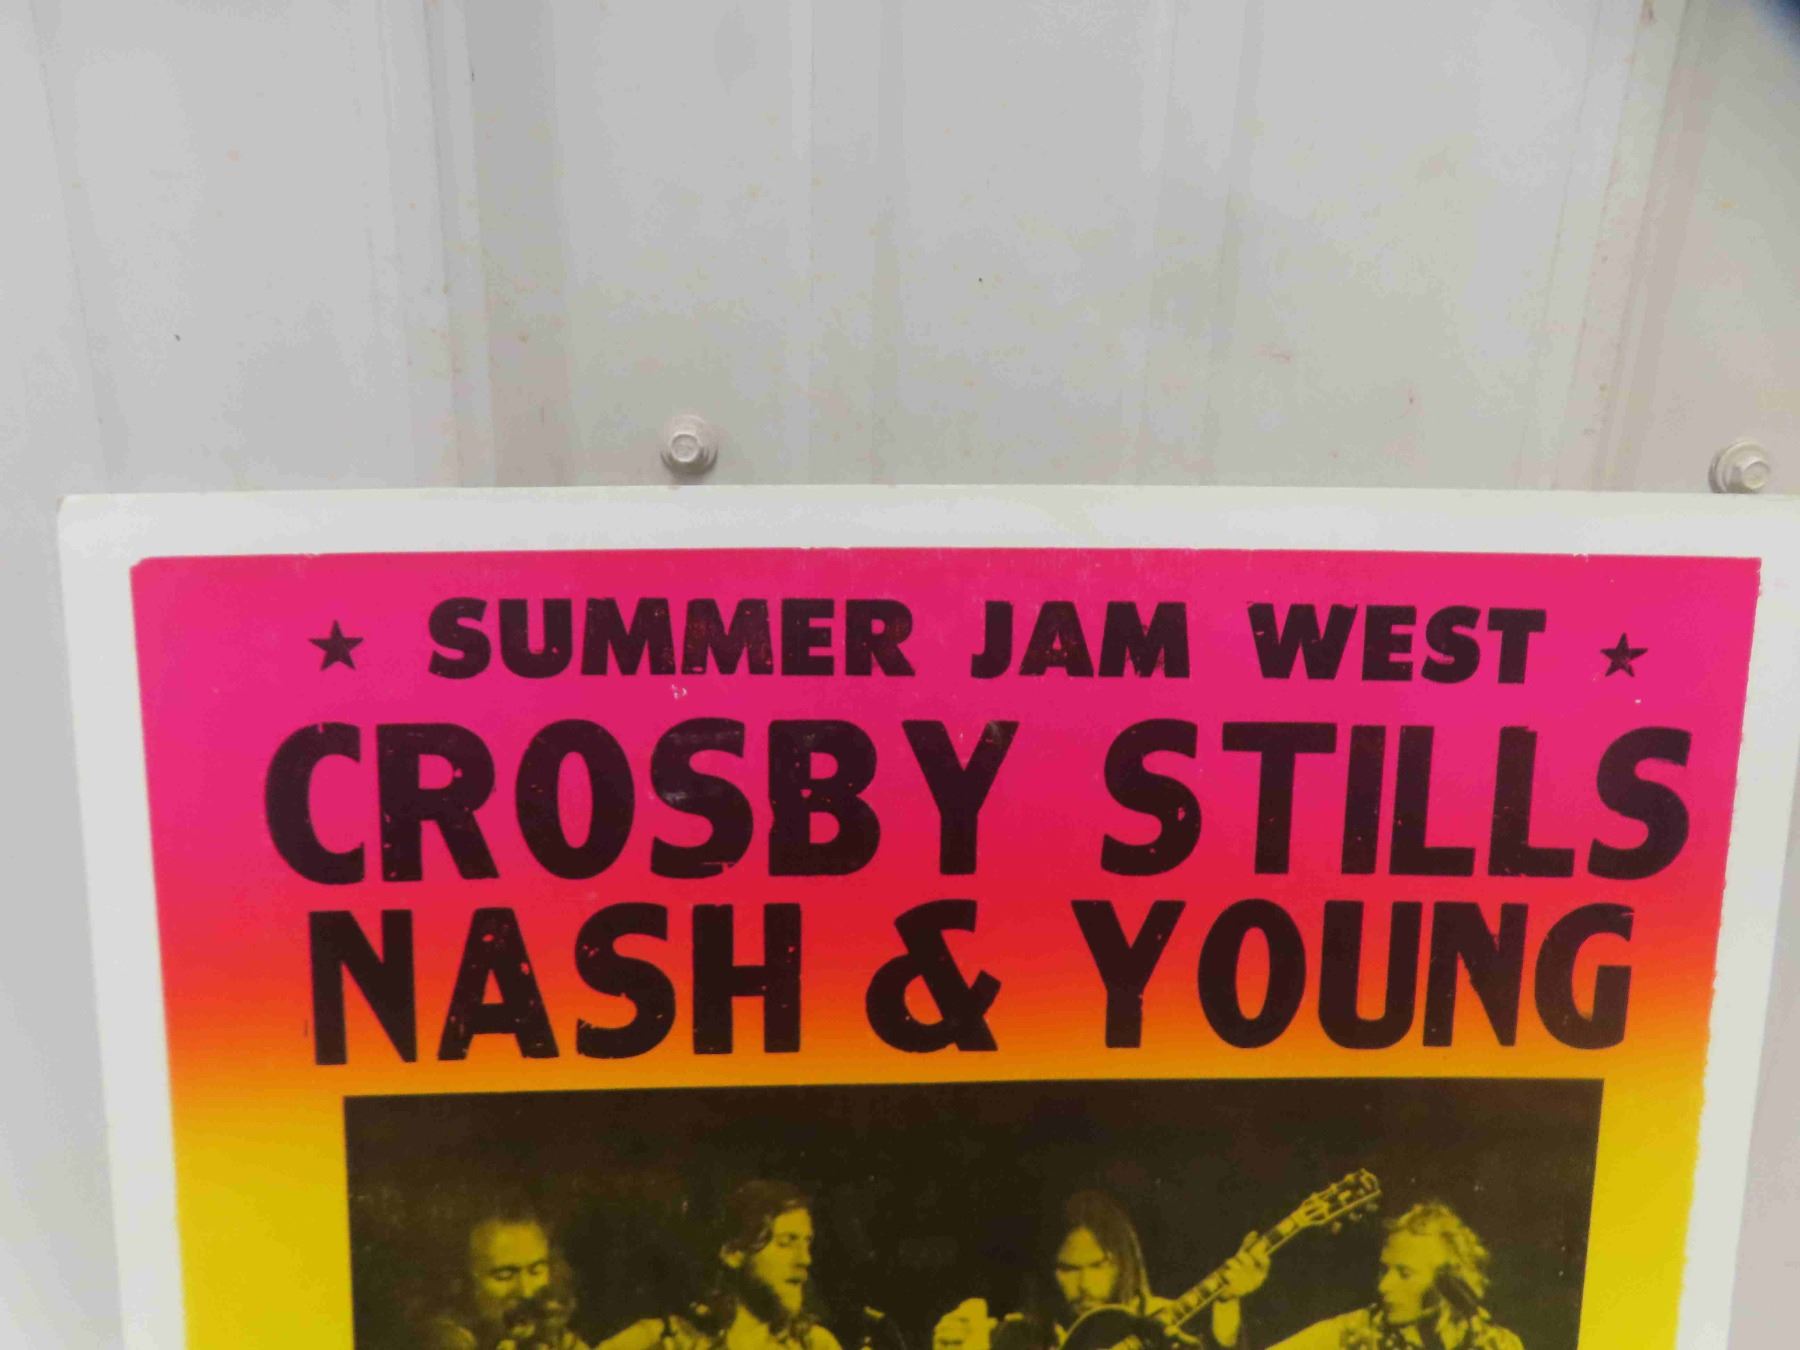 ★ SUMMER JAM WEST ★
CROSBY STILLS
NASH & YOUNG